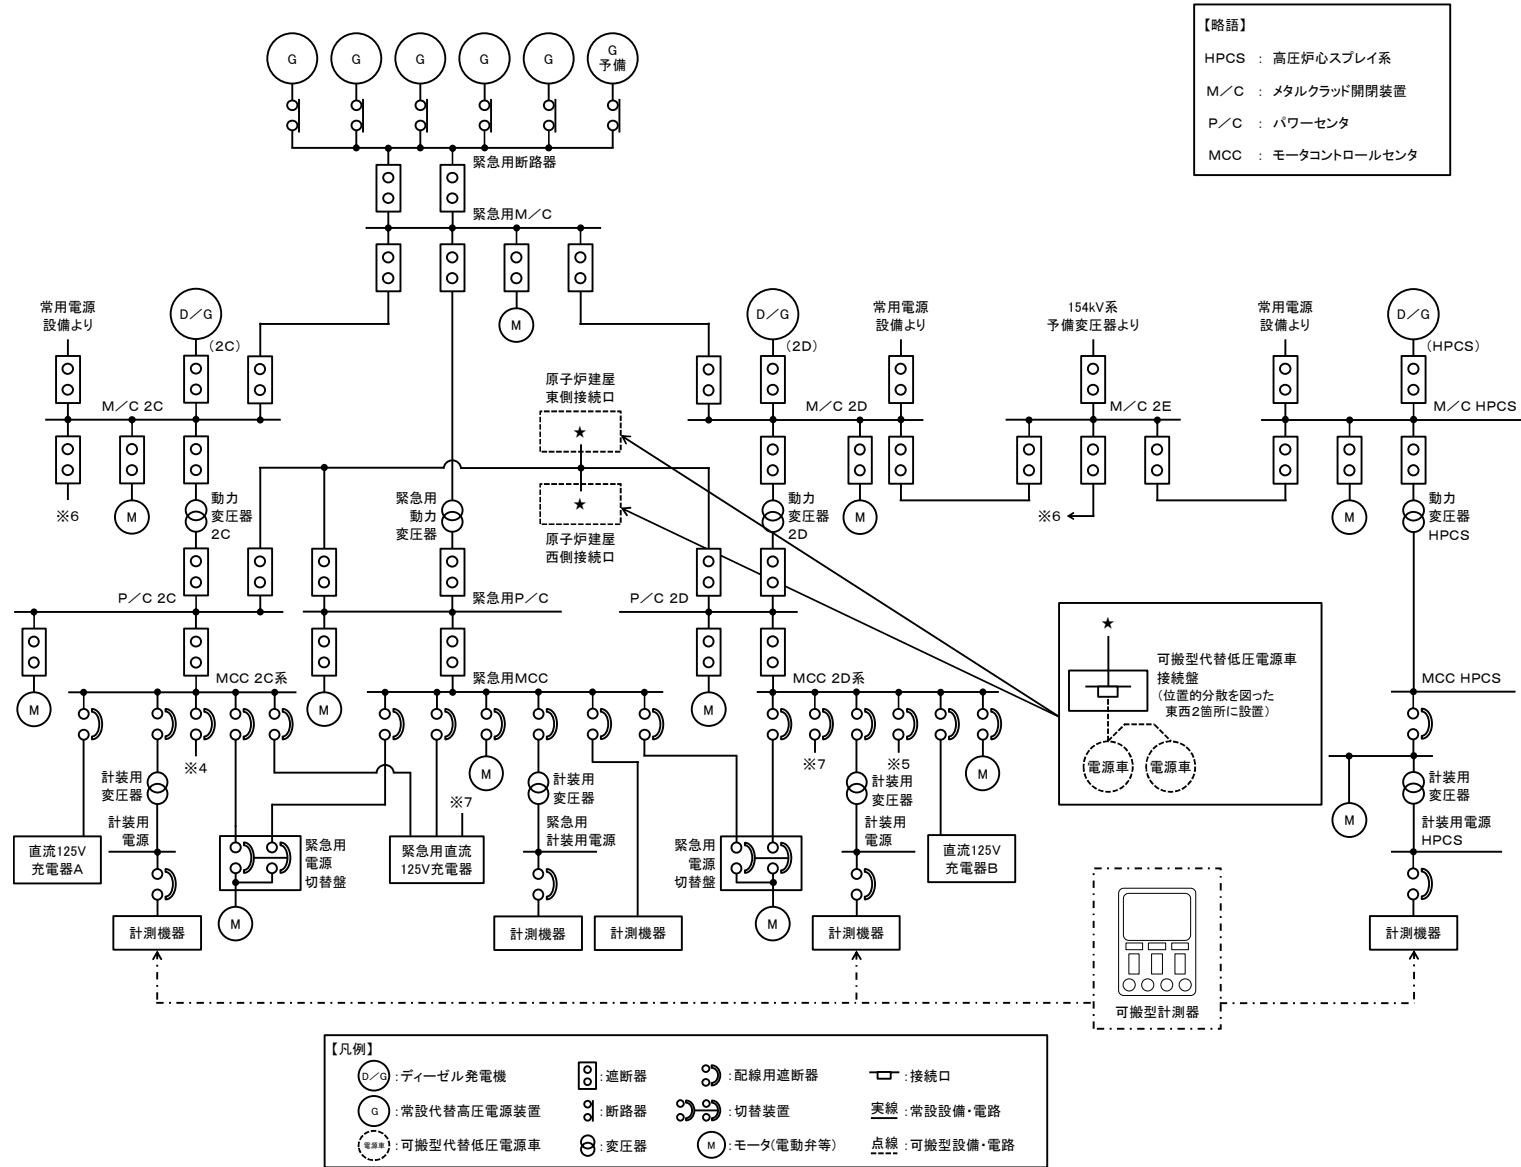 【略語】
HPCS : 高圧炉心スプレイ系
M/C : メタルクラッド開閉装置
P/C : パワーセンタ
MCC : モータコントロールセンタ
G
G
G
G
G
G
予備
緊急用断路器
緊急用M/C
常用電源
設備より
D/G
(2C)
M
D/G
(2D)
常用電源
設備より
154kV系
予備変圧器より
常用電源
設備より
D/G
(HPCS)
M/C 2C
原子炉建屋
東側接続口
★
M/C 2D
M/C 2E
M/C HPCS
※6
M
動力
変圧器
2C
緊急用
動力
変圧器
★
原子炉建屋
西側接続口
動力
変圧器
2D
M
※6
M
動力
変圧器
HPCS
P/C 2C
緊急用P/C
P/C 2D
M
MCC 2C系
M
緊急用MCC
M
MCC 2D系
★
可搬型代替低圧電源車
接続盤
(位置的分散を図った
東西2箇所に設置)
電源車
電源車
MCC HPCS
※4
計装用
変圧器
※7
M
計装用
変圧器
※7
計装用
変圧器
※5
M
計装用
変圧器
M
計装用
電源
緊急用
計装用電源
計装用
電源
計装用電源
HPCS
直流125V
充電器A
緊急用
電源
切替盤
緊急用直流
125V充電器
緊急用
電源
切替盤
直流125V
充電器B
計測機器
M
計測機器
計測機器
M
計測機器
計測機器
可搬型計測器
【凡例】
D/G :ディーゼル発電機
:遮断器
:配線用遮断器
:接続口
G :常設代替高圧電源装置
:断路器
:切替装置
実線 :常設設備・電路
電源車 :可搬型代替低圧電源車
:変圧器
M :モータ(電動弁等)
点線 :可搬型設備・電路